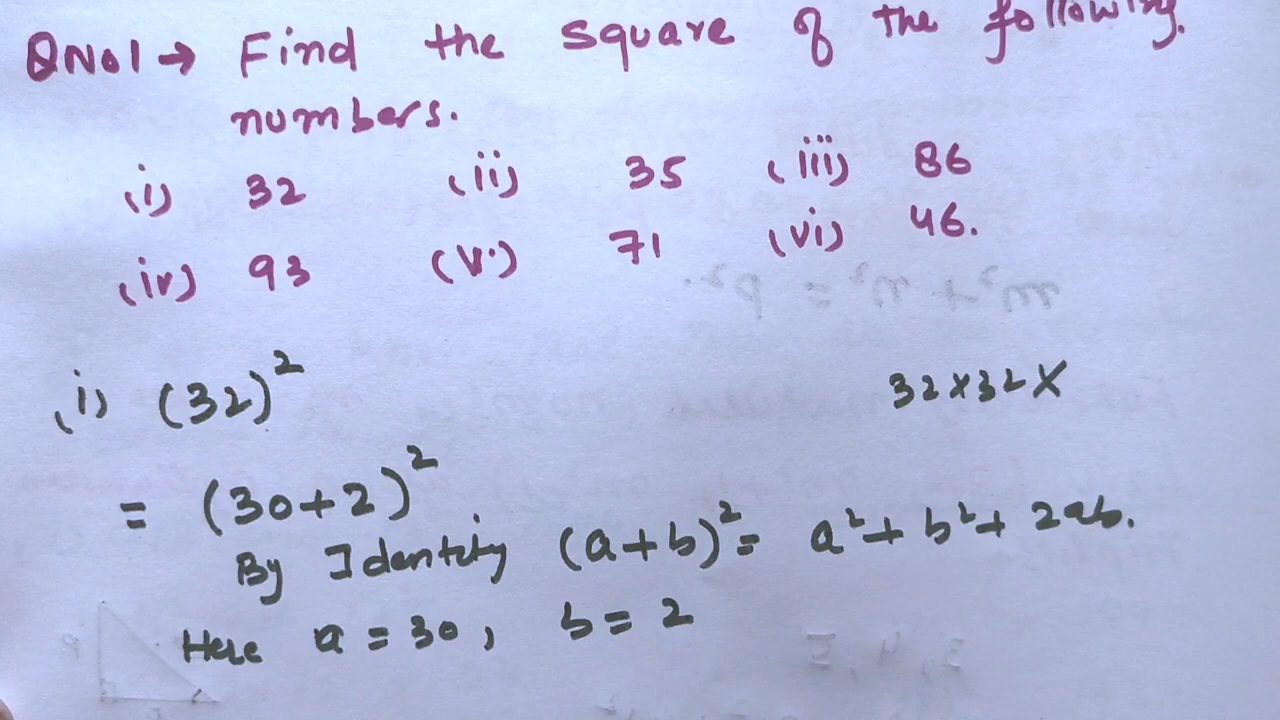 QNo1→ Find the square of the following.
numbers.
(i) 32 (ii) 35 (iii) 86
(iv) 93 (v.) 71 (vi) 46.
(i) (32)²
32×32×
= (30+2)²
By Identity (a+b)² = a²+b²+2ab.
Here a=30, b=2